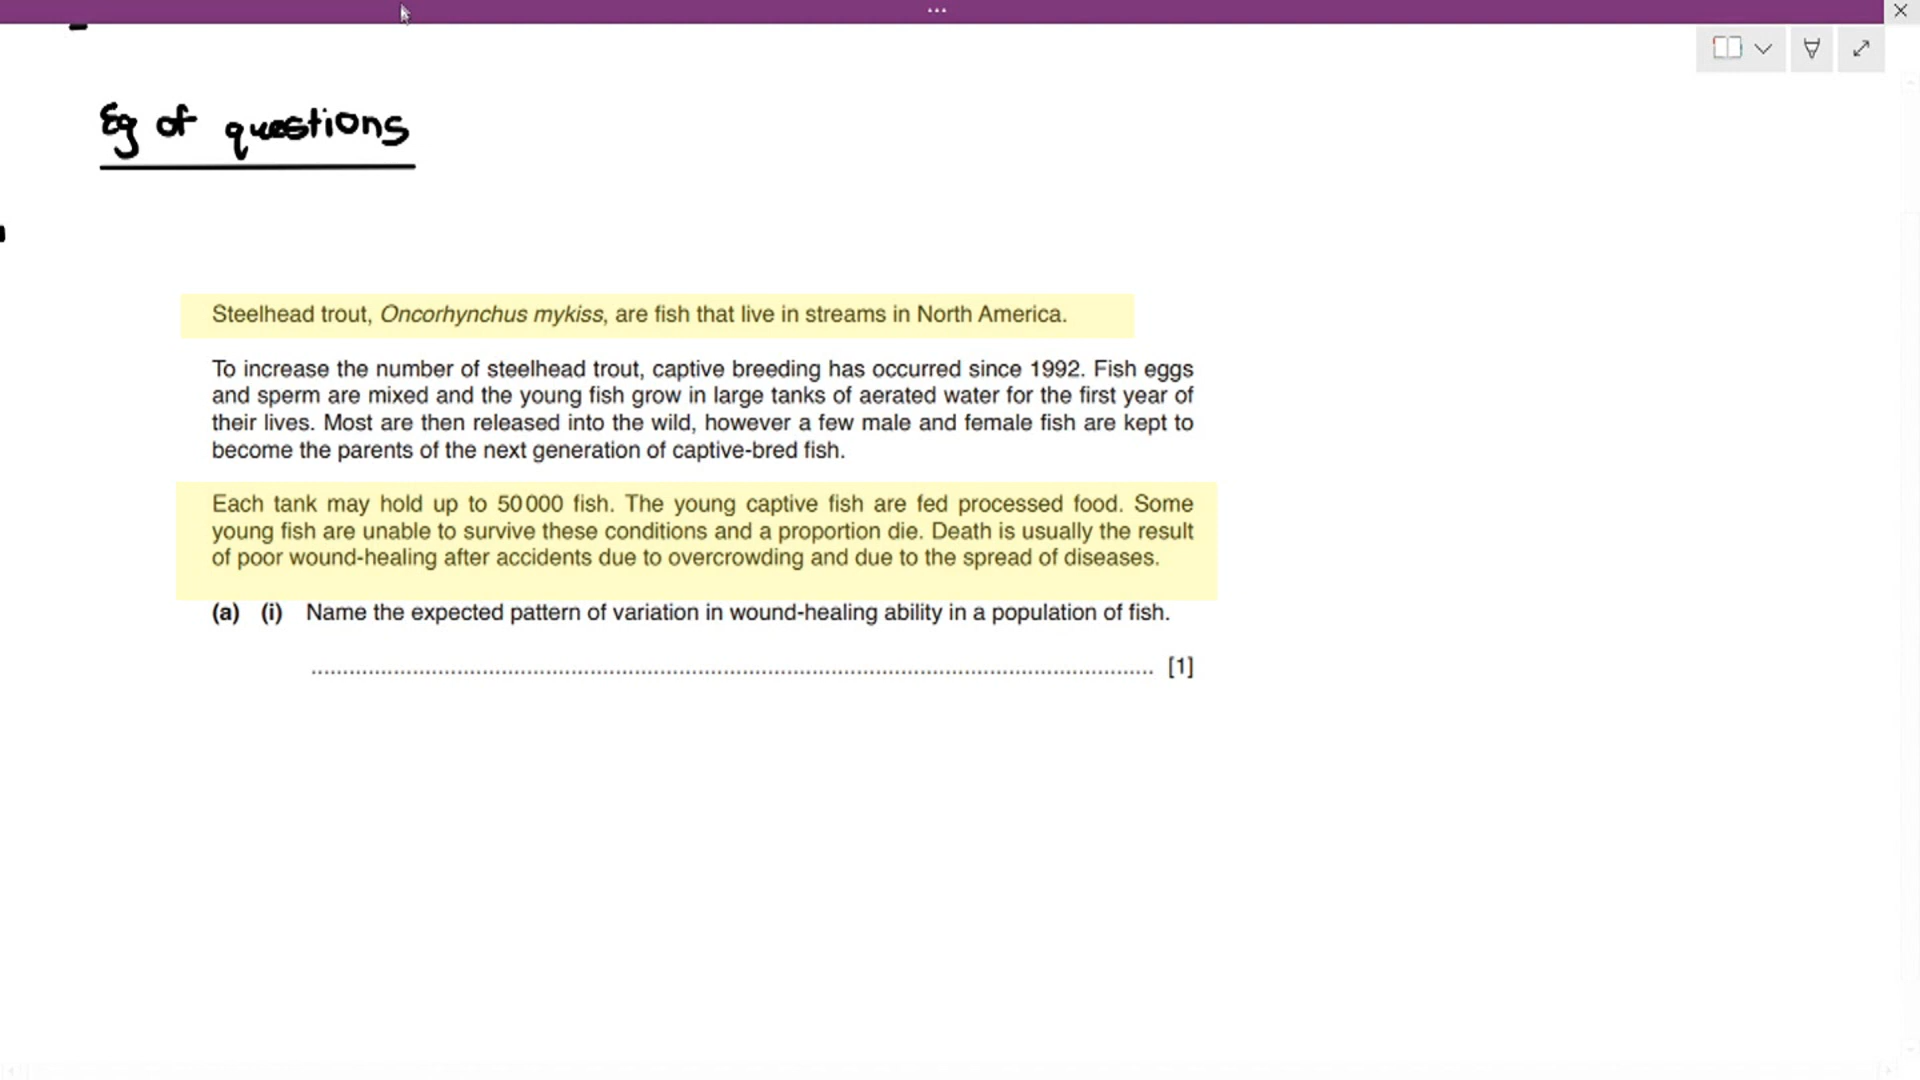 Eg of questions
Steelhead trout, Oncorhynchus mykiss, are fish that live in streams in North America.
To increase the number of steelhead trout, captive breeding has occurred since 1992. Fish eggs
and sperm are mixed and the young fish grow in large tanks of aerated water for the first year of
their lives. Most are then released into the wild, however a few male and female fish are kept to
become the parents of the next generation of captive-bred fish.
Each tank may hold up to 50 000 fish. The young captive fish are fed processed food. Some
young fish are unable to survive these conditions and a proportion die. Death is usually the result
of poor wound-healing after accidents due to overcrowding and due to the spread of diseases.
(a) (i) Name the expected pattern of variation in wound-healing ability in a population of fish.
.......................................................................................................................................... [1]